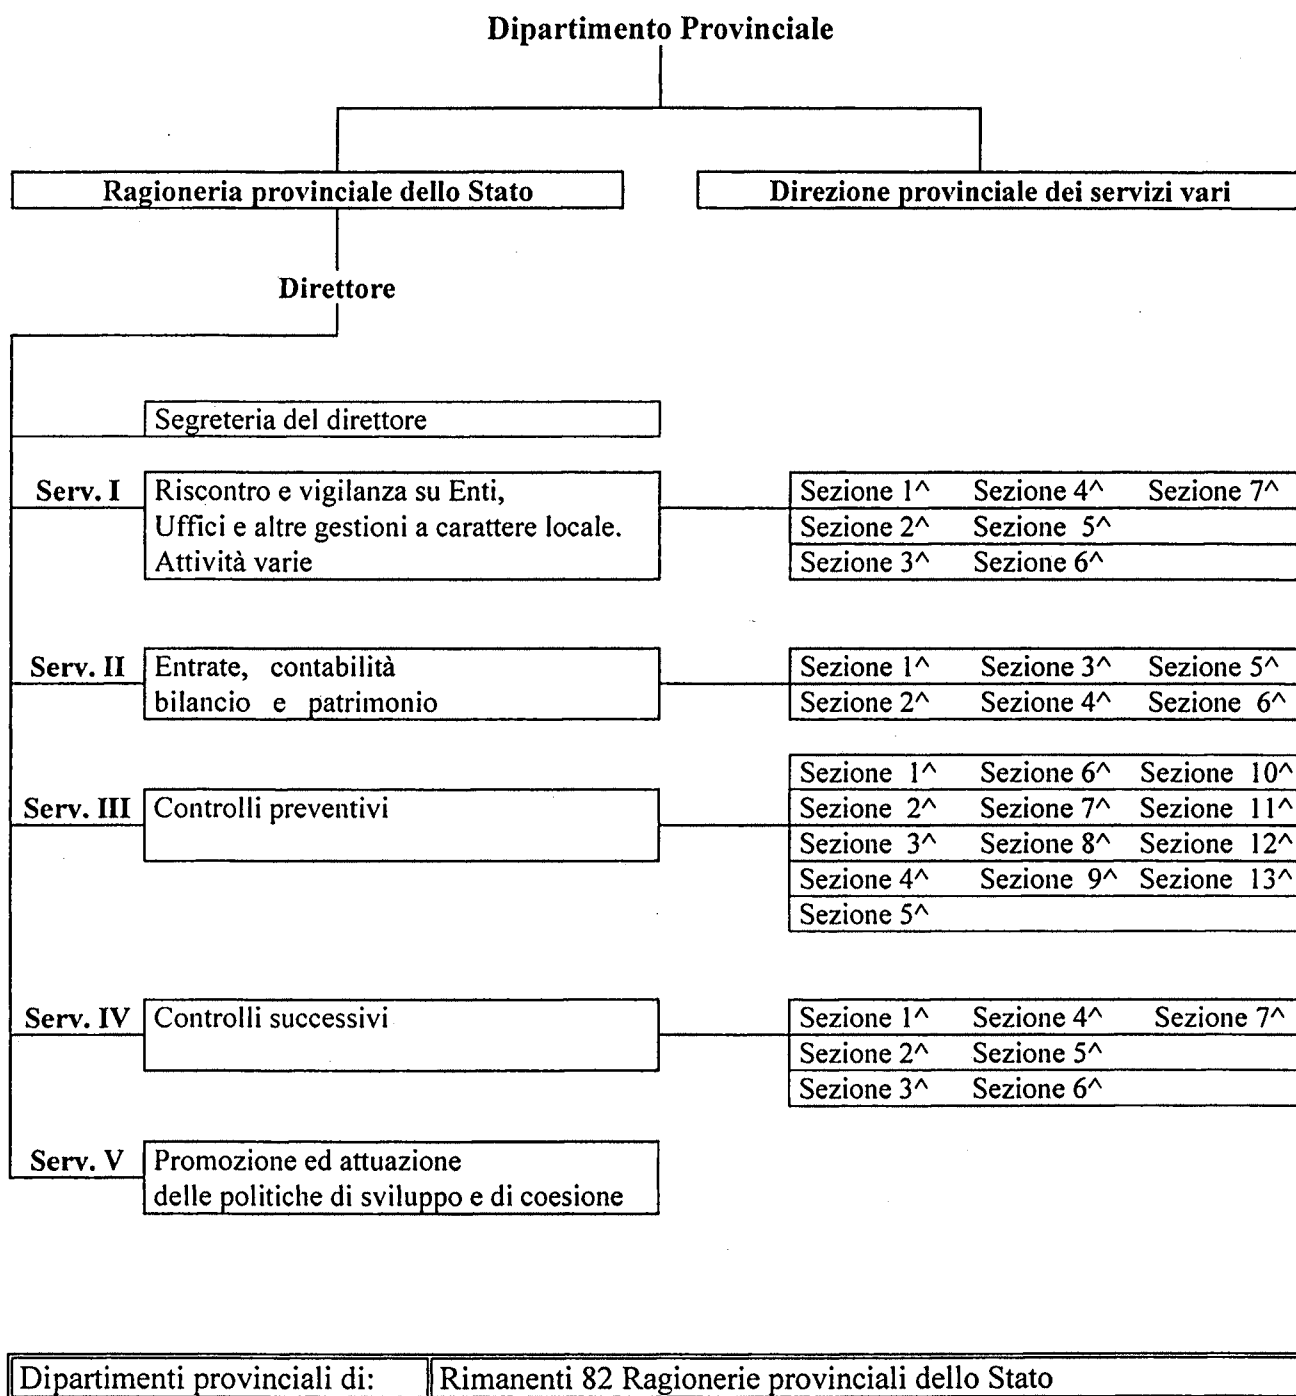 Dipartimento Provinciale
Ragioneria provinciale dello Stato
Direzione provinciale dei servizi vari
Direttore
Segreteria del direttore
Serv. I
Riscontro e vigilanza su Enti,
Uffici e altre gestioni a carattere locale.
Attività varie
Sezione 1^ Sezione 4^ Sezione 7^
Sezione 2^ Sezione 5^
Sezione 3^ Sezione 6^
Serv. II
Entrate, contabilità
bilancio e patrimonio
Sezione 1^ Sezione 3^ Sezione 5^
Sezione 2^ Sezione 4^ Sezione 6^
Serv. III
Controlli preventivi
Sezione 1^ Sezione 6^ Sezione 10^
Sezione 2^ Sezione 7^ Sezione 11^
Sezione 3^ Sezione 8^ Sezione 12^
Sezione 4^ Sezione 9^ Sezione 13^
Sezione 5^
Serv. IV
Controlli successivi
Sezione 1^ Sezione 4^ Sezione 7^
Sezione 2^ Sezione 5^
Sezione 3^ Sezione 6^
Serv. V
Promozione ed attuazione
delle politiche di sviluppo e di coesione
Dipartimenti provinciali di: Rimanenti 82 Ragionerie provinciali dello Stato